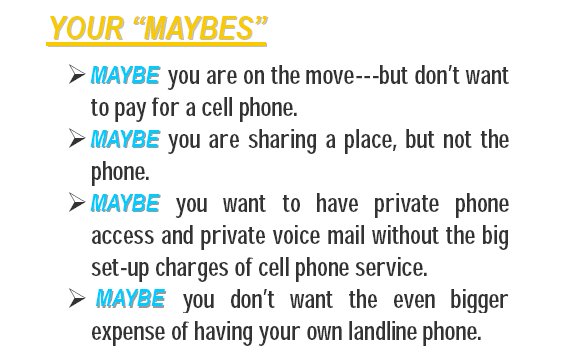 YOUR “MAYBES”
➢ MAYBE you are on the move---but don’t want
to pay for a cell phone.
➢ MAYBE you are sharing a place, but not the
phone.
➢ MAYBE you want to have private phone
access and private voice mail without the big
set-up charges of cell phone service.
➢ MAYBE you don’t want the even bigger
expense of having your own landline phone.